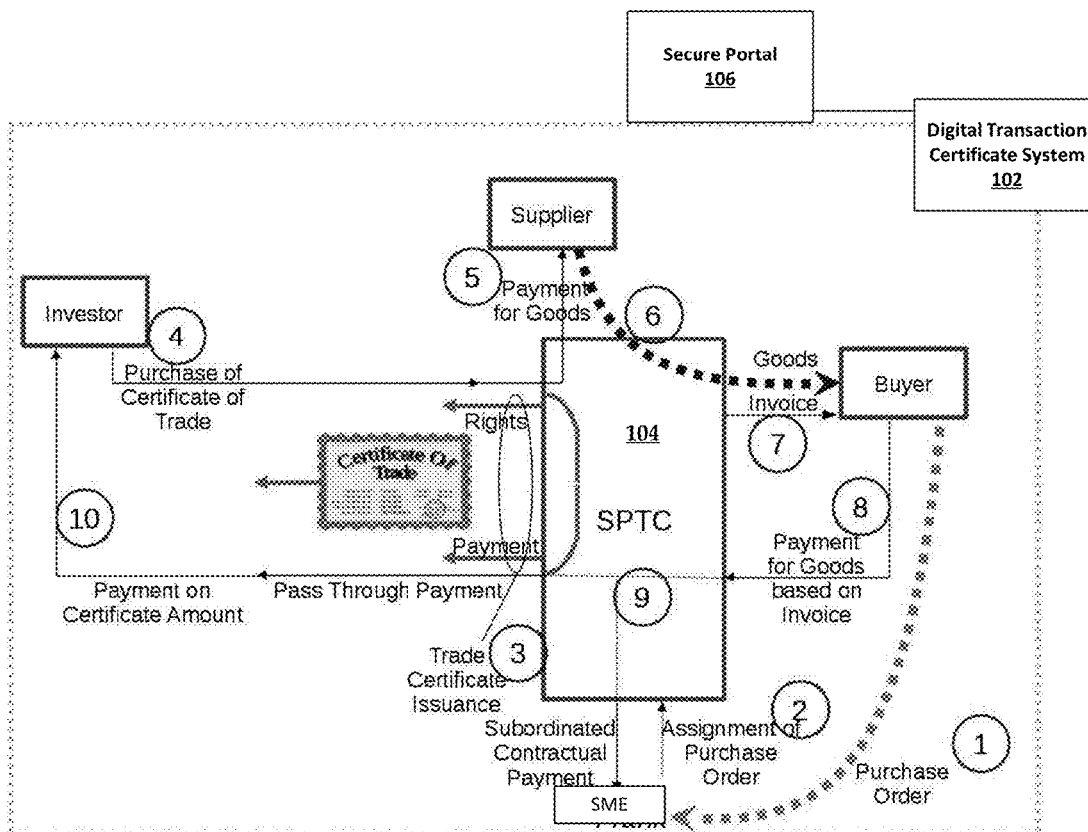 Secure Portal
106
Digital Transaction
Certificate System
102
Supplier
5
Payment
for Goods
6
Investor
4
Purchase of
Certificate of
Trade
Goods
Buyer
Invoice
7
Rights
104
Certificate Of
Trade
SPTC
8
10
Payment
Payment
for Goods
based on
Invoice
Payment on
Certificate Amount
Pass Through Payment
9
3
Trade
Certificate
Issuance
2
Subordinated
Contractual
Payment
Assignment of
Purchase
Order
1
Purchase
Order
SME